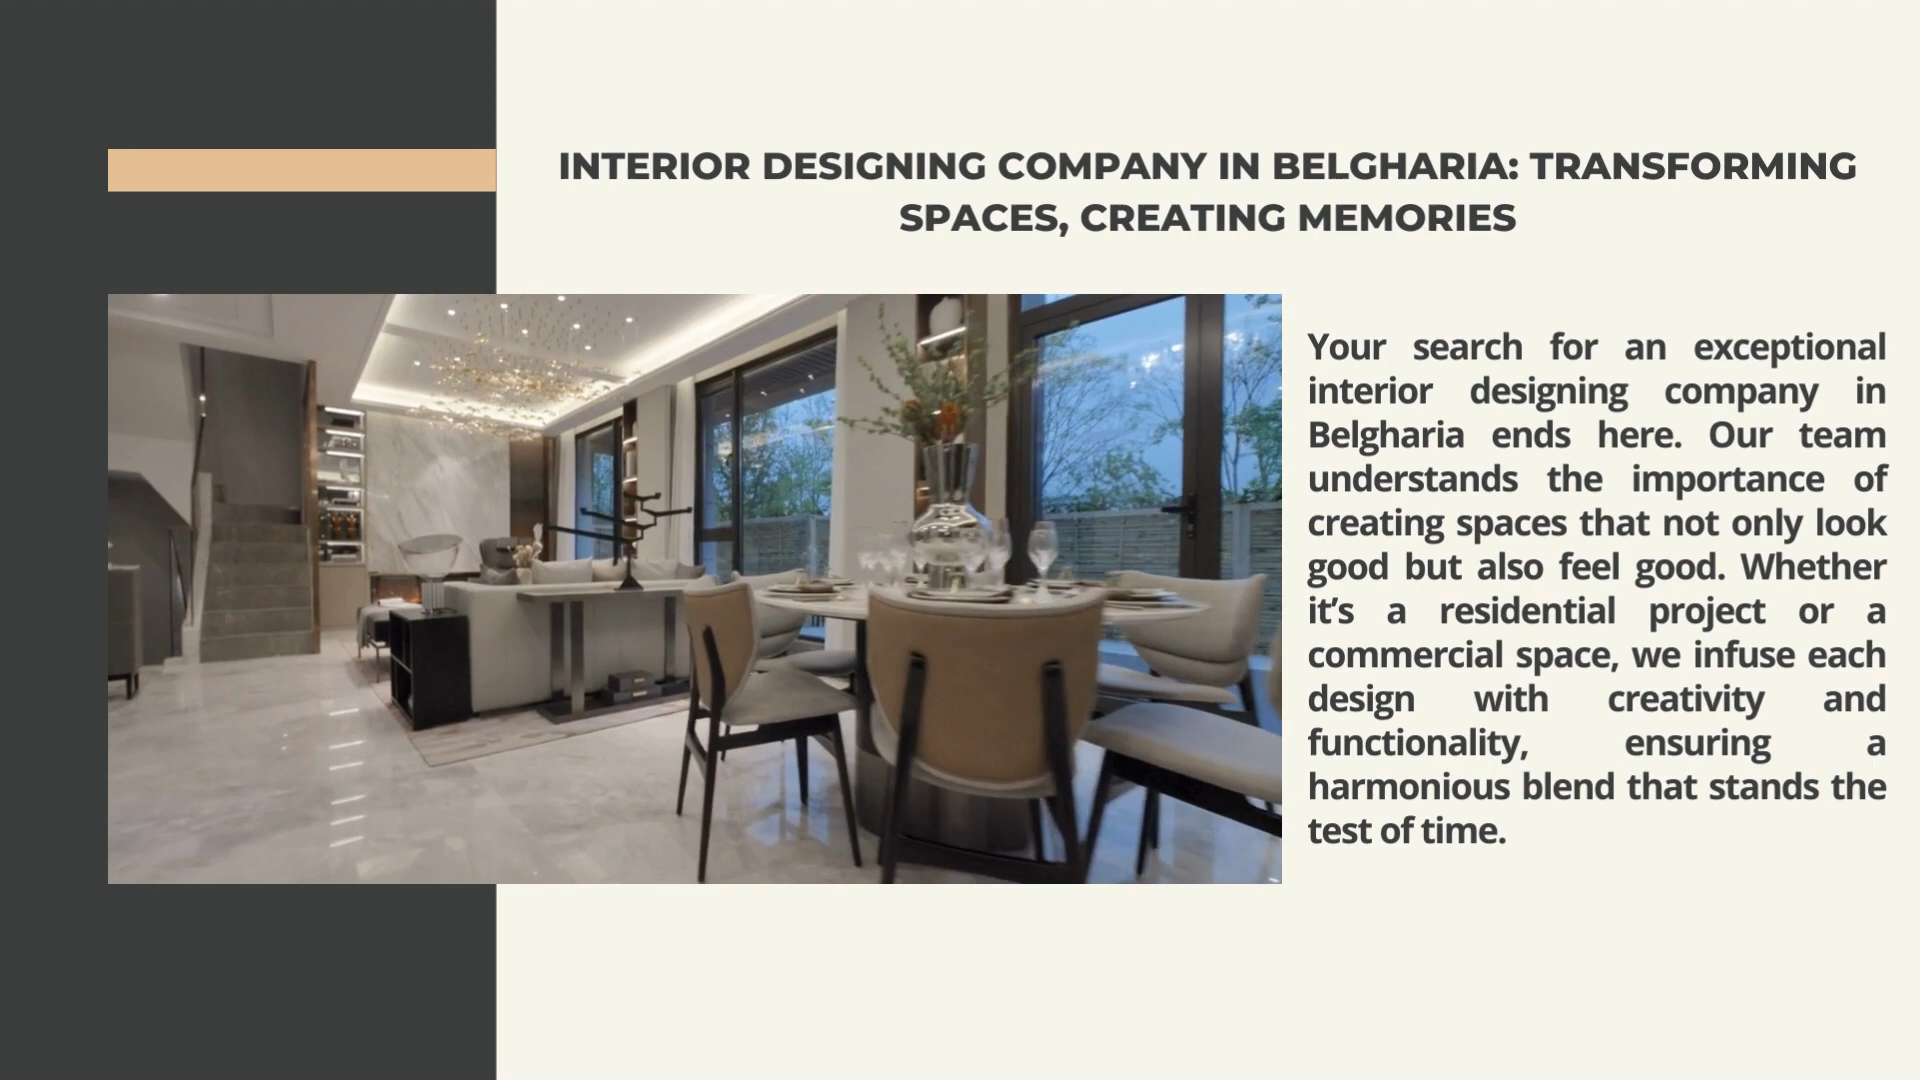 INTERIOR DESIGNING COMPANY IN BELGHARIA: TRANSFORMING
SPACES, CREATING MEMORIES
Your search for an exceptional
interior designing company in
Belgharia ends here. Our team
understands the importance of
creating spaces that not only look
good but also feel good. Whether
it’s a residential project or a
commercial space, we infuse each
design with creativity and
functionality, ensuring a
harmonious blend that stands the
test of time.